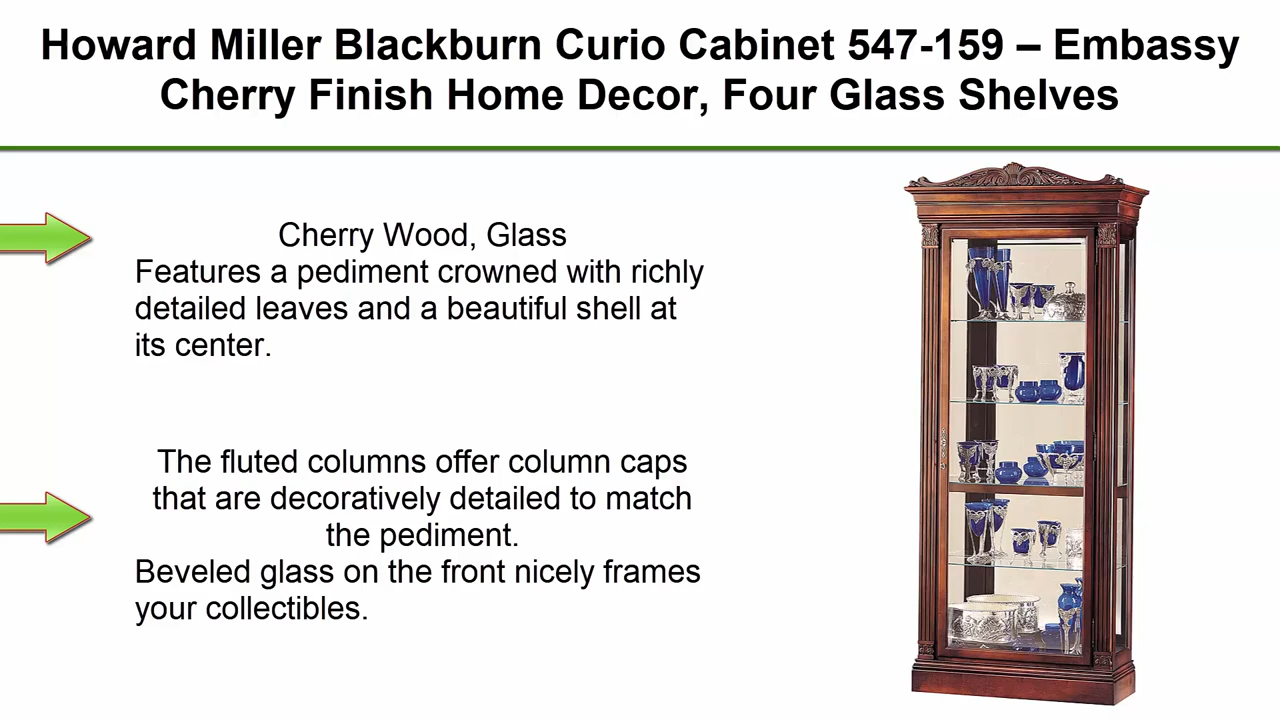 Howard Miller Blackburn Curio Cabinet 547-159 – Embassy
Cherry Finish Home Decor, Four Glass Shelves
Cherry Wood, Glass
Features a pediment crowned with richly
detailed leaves and a beautiful shell at
its center.
The fluted columns offer column caps
that are decoratively detailed to match
the pediment.
Beveled glass on the front nicely frames
your collectibles.